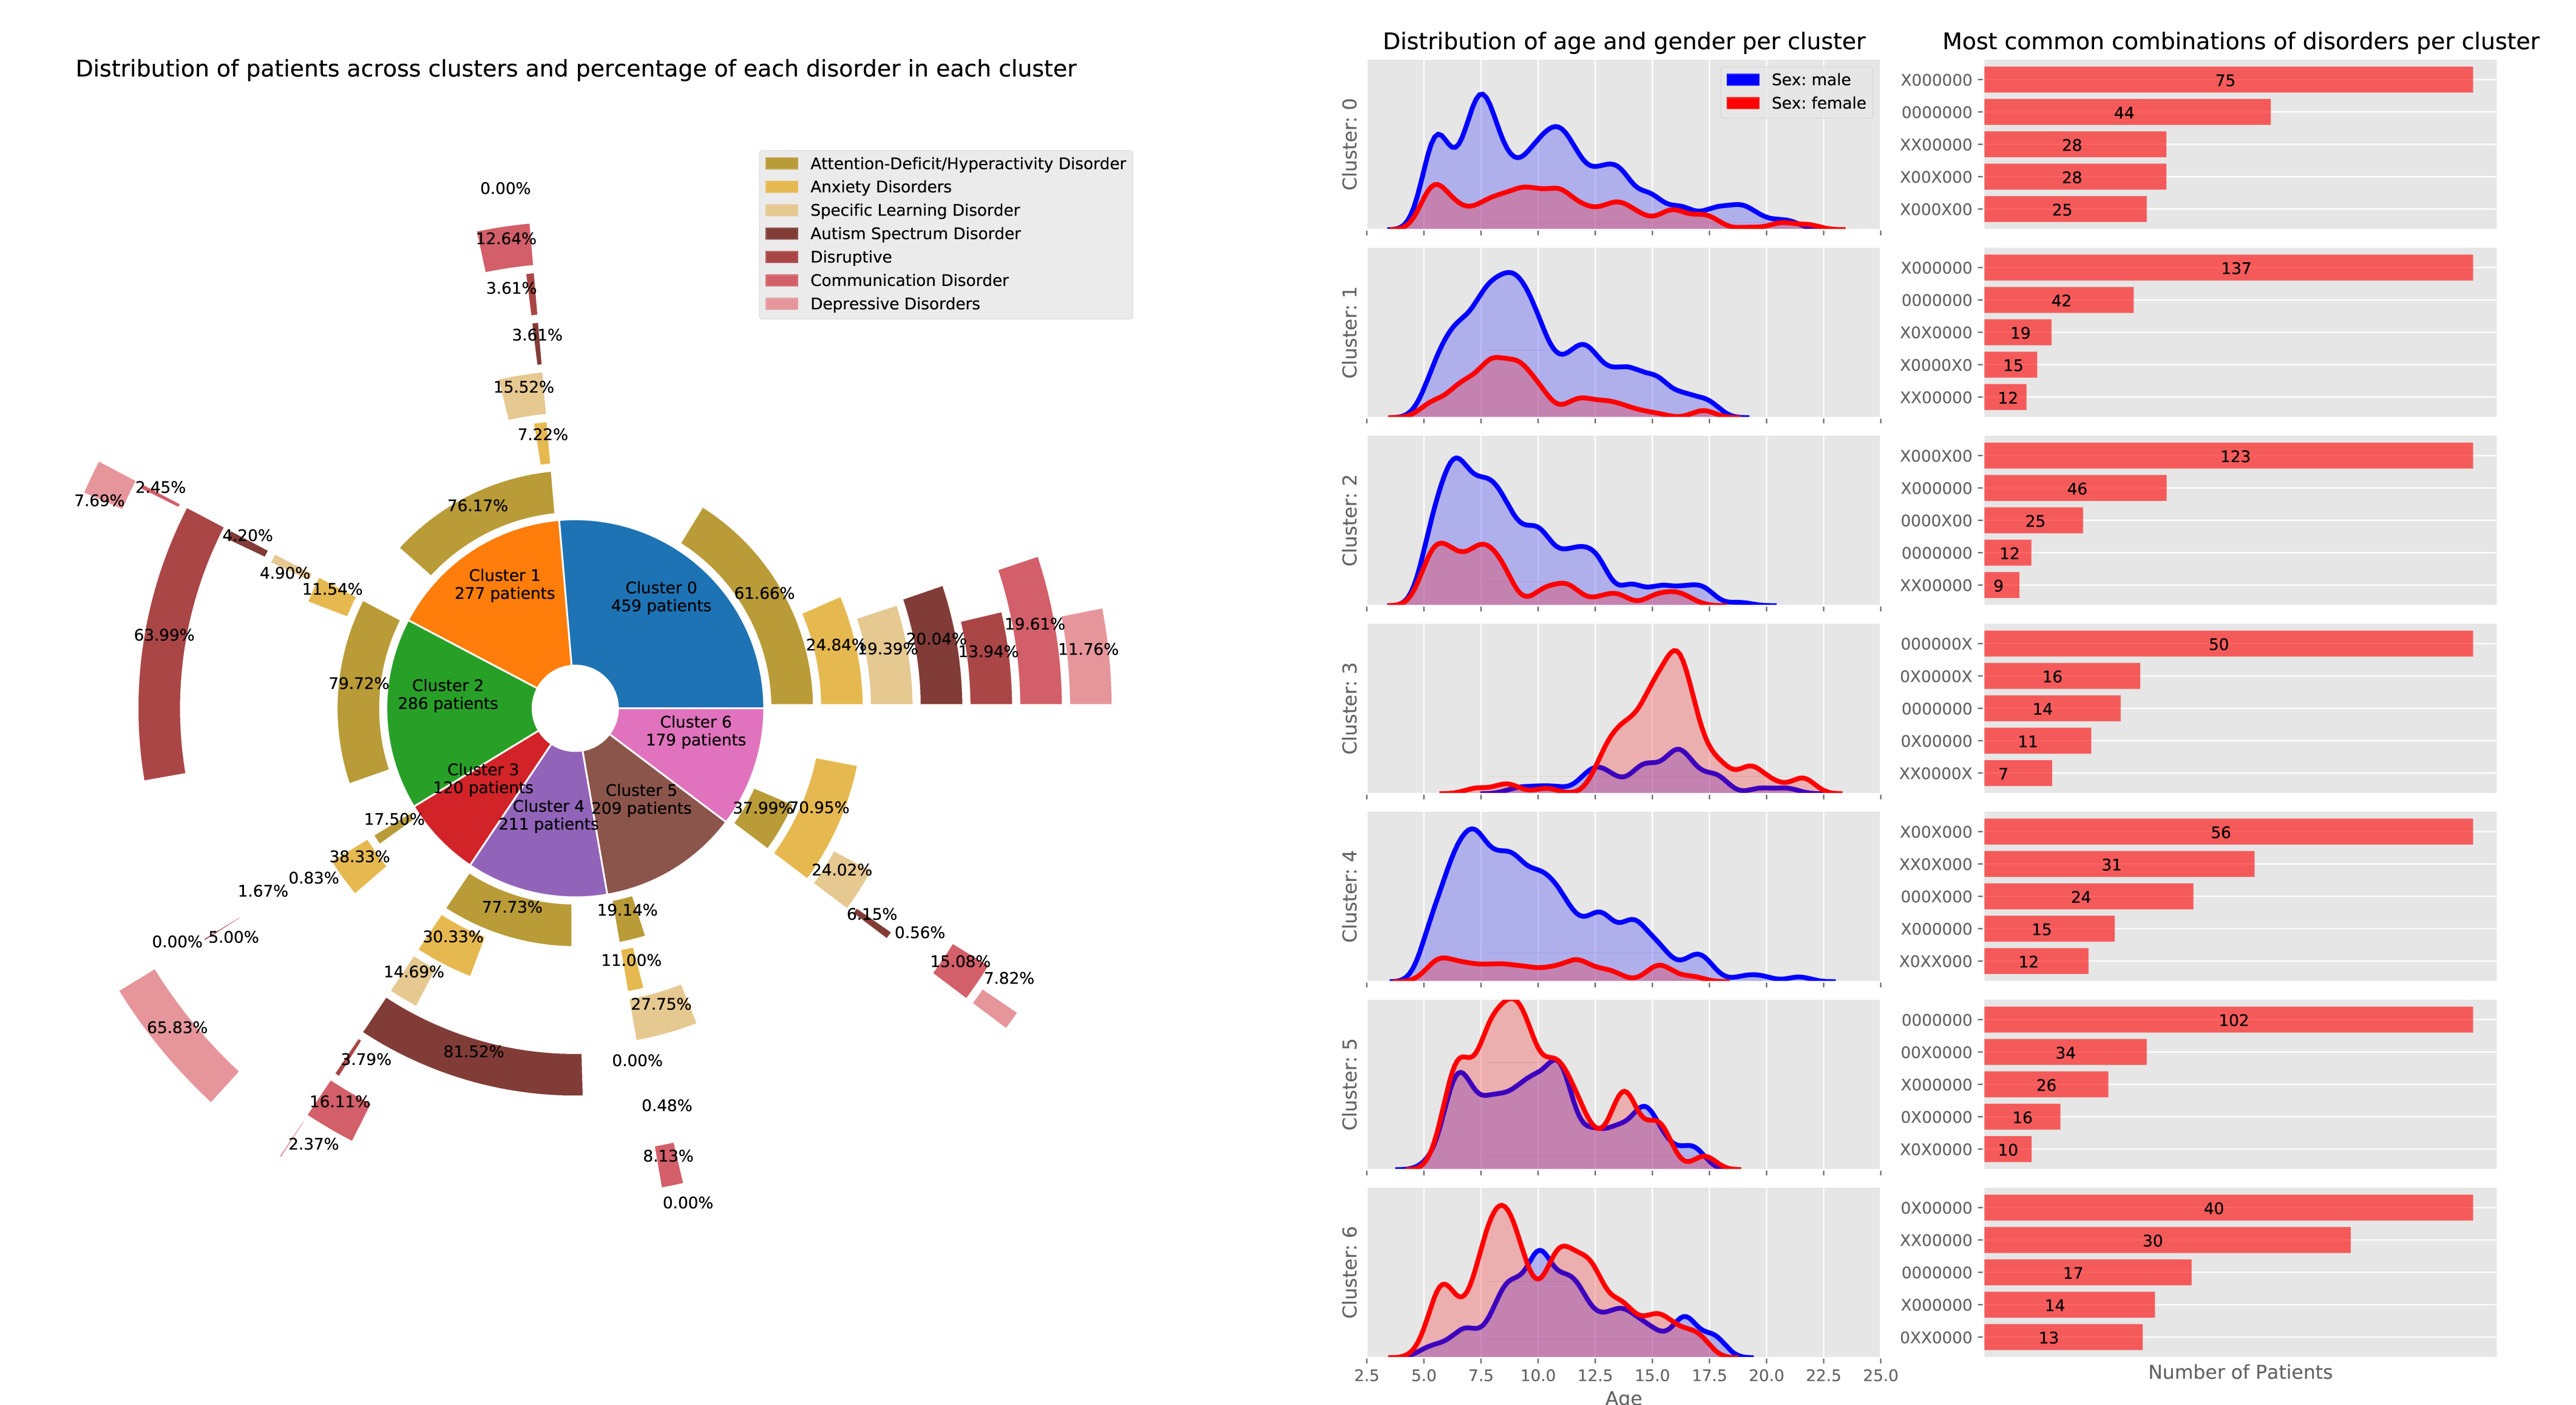 Distribution of patients across clusters and percentage of each disorder in each cluster
Attention-Deficit/Hyperactivity Disorder
Anxiety Disorders
Specific Learning Disorder
Autism Spectrum Disorder
Disruptive
Communication Disorder
Depressive Disorders
0.00%
12.64%
3.61%
3.61%
15.52%
7.22%
76.17%
7.69%
2.45%
63.99%
4.20%
4.90%
11.54%
79.72%
61.66%
24.84%
19.39%
20.04%
13.94%
19.61%
11.76%
Cluster 0
459 patients
Cluster 1
277 patients
Cluster 2
286 patients
Cluster 3
120 patients
Cluster 4
211 patients
Cluster 5
209 patients
Cluster 6
179 patients
17.50%
38.33%
0.83%
1.67%
5.00%
0.00%
65.83%
77.73%
30.33%
14.69%
81.52%
3.79%
16.11%
2.37%
19.14%
11.00%
27.75%
0.00%
0.48%
8.13%
0.00%
37.99%
70.95%
24.02%
6.15%
0.56%
15.08%
7.82%
Distribution of age and gender per cluster
Sex: male
Sex: female
Cluster: 0
Cluster: 1
Cluster: 2
Cluster: 3
Cluster: 4
Cluster: 5
Cluster: 6
2.5 5.0 7.5 10.0 12.5 15.0 17.5 20.0 22.5 25.0
Age
Most common combinations of disorders per cluster
X000000 75
0000000 44
XX00000 28
X00X000 28
X000X00 25
X000000 137
0000000 42
X0X0000 19
X0000X0 15
XX00000 12
X000X00 123
X000000 46
0000X00 25
0000000 12
XX00000 9
000000X 50
0X0000X 16
0000000 14
0X00000 11
XX0000X 7
X00X000 56
XX0X000 31
000X000 24
X000000 15
X0XX000 12
0000000 102
00X0000 34
X000000 26
0X00000 16
X0X0000 10
0X00000 40
XX00000 30
0000000 17
X000000 14
0XX0000 13
Number of Patients